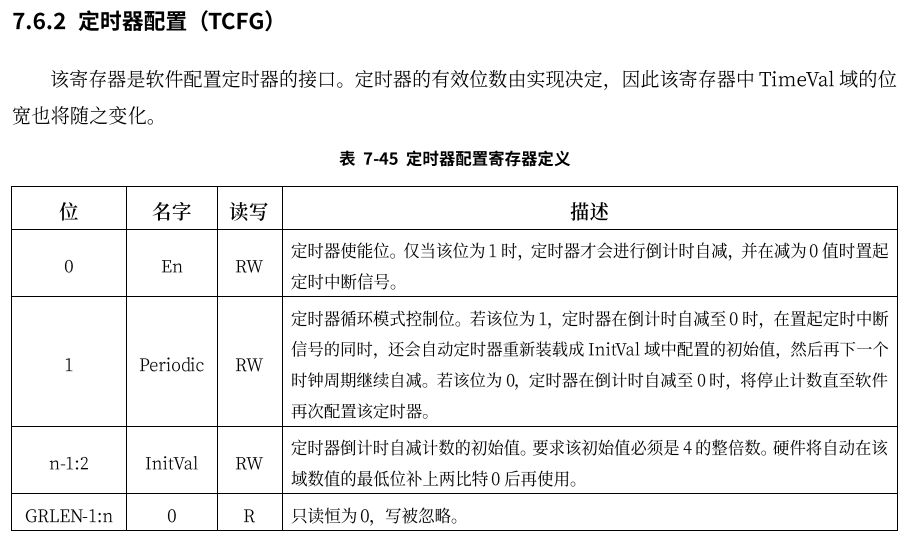 7.6.2 定时器配置（TCFG）
该寄存器是软件配置定时器的接口。定时器的有效位数由实现决定，因此该寄存器中 TimeVal 域的位
宽也将随之变化。
表 7-45 定时器配置寄存器定义
位 名字 读写 描述
0 En RW 定时器使能位。仅当该位为 1 时，定时器才会进行倒计时自减，并在减为 0 值时置起
定时中断信号。
1 Periodic RW 定时器循环模式控制位。若该位为 1，定时器在倒计时自减至 0 时，在置起定时中断
信号的同时，还会自动定时器重新装载成 InitVal 域中配置的初始值，然后再下一个
时钟周期继续自减。若该位为 0，定时器在倒计时自减至 0 时，将停止计数直至软件
再次配置该定时器。
n-1:2 InitVal RW 定时器倒计时自减计数的初始值。要求该初始值必须是 4 的整倍数。硬件将自动在该
域数值的最低位补上两比特 0 后再使用。
GRLEN-1:n 0 R 只读恒为 0，写被忽略。